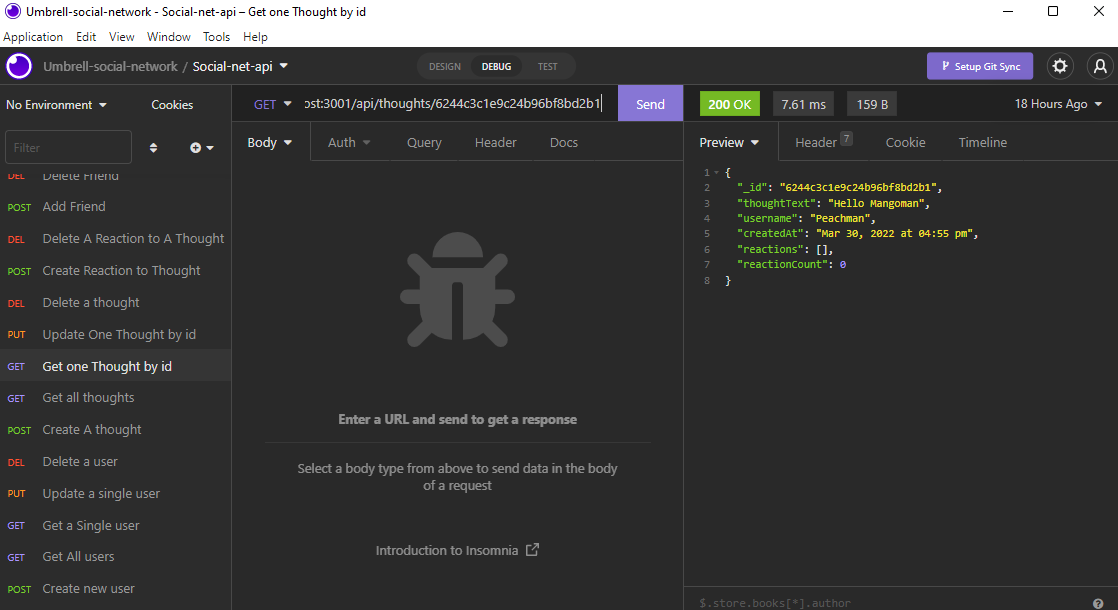 Umbrell-social-network - Social-net-api – Get one Thought by id
Application Edit View Window Tools Help
Umbrell-social-network / Social-net-api
DESIGN DEBUG TEST
Setup Git Sync
No Environment Cookies
GET ost:3001/api/thoughts/6244c3c1e9c24b96bf8bd2b1 Send
200 OK 7.61 ms 159 B 18 Hours Ago
Filter
Body Auth Query Header Docs
Preview Header 7 Cookie Timeline
DEL Delete Friend
POST Add Friend
DEL Delete A Reaction to A Thought
POST Create Reaction to Thought
DEL Delete a thought
PUT Update One Thought by id
GET Get one Thought by id
GET Get all thoughts
POST Create A thought
DEL Delete a user
PUT Update a single user
GET Get a Single user
GET Get All users
POST Create new user
Enter a URL and send to get a response
Select a body type from above to send data in the body
of a request
Introduction to Insomnia
1 {
2 "_id": "6244c3c1e9c24b96bf8bd2b1",
3 "thoughtText": "Hello Mangoman",
4 "username": "Peachman",
5 "createdAt": "Mar 30, 2022 at 04:55 pm",
6 "reactions": [],
7 "reactionCount": 0
8 }
$.store.books[*].author